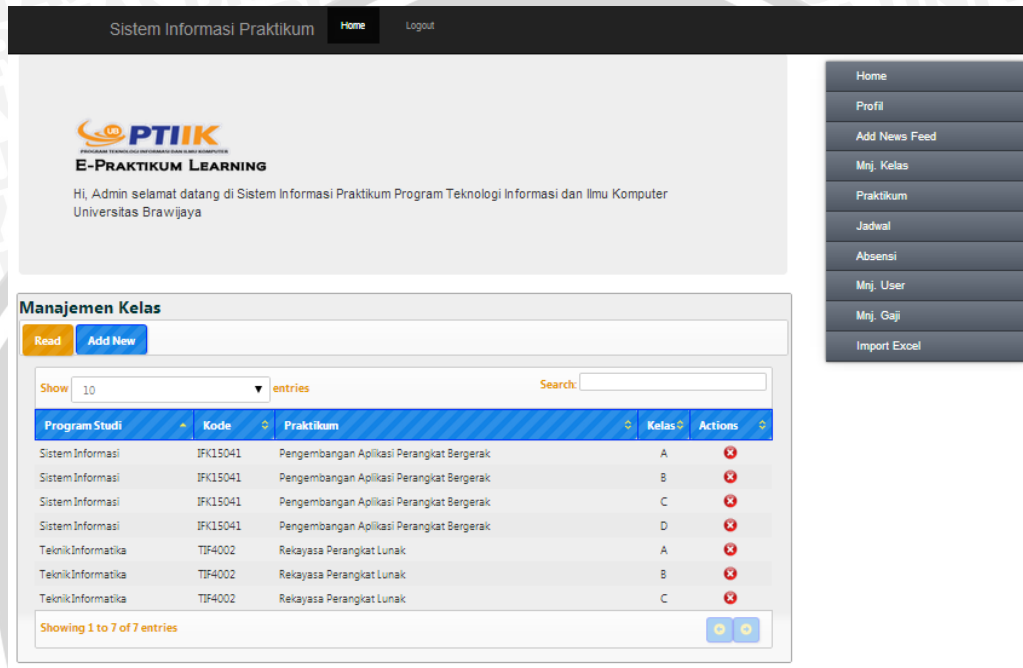 Sistem Informasi Praktikum Home Logout
PTIIK
PROGRAM TEKNOLOGI INFORMASI DAN ILMU KOMPUTER
E-PRAKTIKUM LEARNING
Hi, Admin selamat datang di Sistem Informasi Praktikum Program Teknologi Informasi dan Ilmu Komputer
Universitas Brawijaya
Home
Profil
Add News Feed
Mnj. Kelas
Praktikum
Jadwal
Absensi
Mnj. User
Mnj. Gaji
Import Excel
Manajemen Kelas
Read Add New
Show 10 entries Search:
Program Studi Kode Praktikum Kelas Actions
Sistem Informasi IFK15041 Pengembangan Aplikasi Perangkat Bergerak A
Sistem Informasi IFK15041 Pengembangan Aplikasi Perangkat Bergerak B
Sistem Informasi IFK15041 Pengembangan Aplikasi Perangkat Bergerak C
Sistem Informasi IFK15041 Pengembangan Aplikasi Perangkat Bergerak D
Teknik Informatika TIF4002 Rekayasa Perangkat Lunak A
Teknik Informatika TIF4002 Rekayasa Perangkat Lunak B
Teknik Informatika TIF4002 Rekayasa Perangkat Lunak C
Showing 1 to 7 of 7 entries